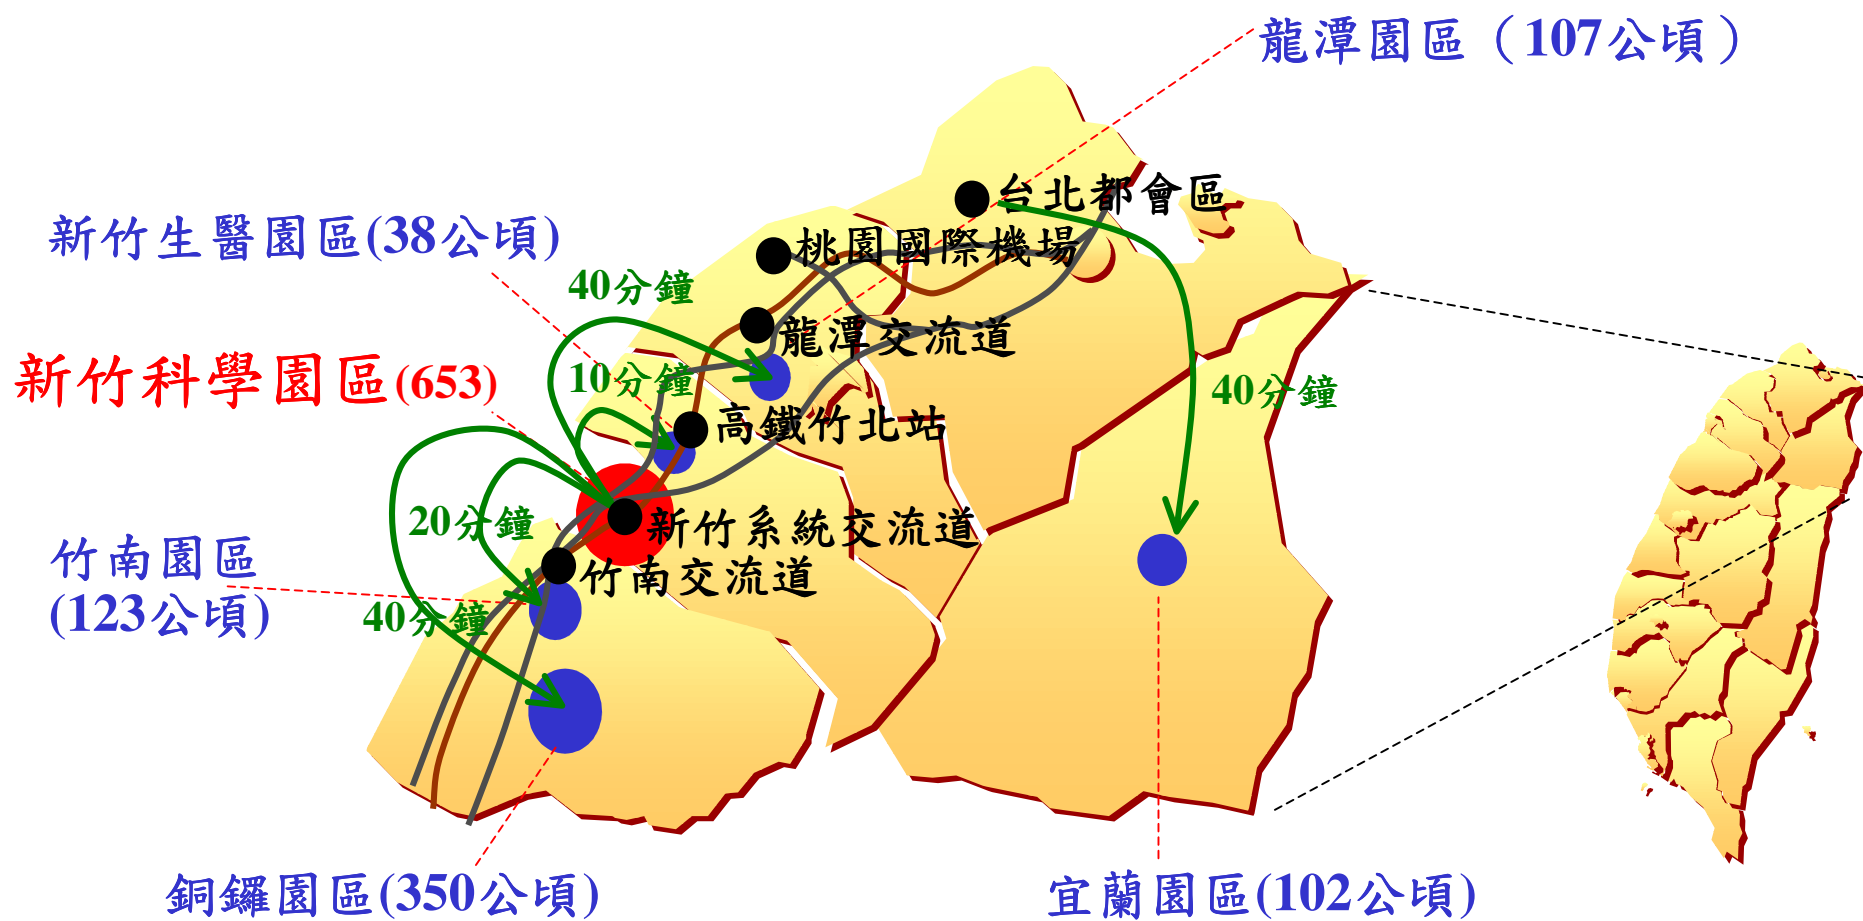 龍潭園區（107公頃）
台北都會區
新竹生醫園區(38公頃)
桃園國際機場
40分鐘
龍潭交流道
新竹科學園區(653)
10分鐘
40分鐘
高鐵竹北站
20分鐘
新竹系統交流道
竹南園區
(123公頃)
竹南交流道
40分鐘
銅鑼園區(350公頃)
宜蘭園區(102公頃)